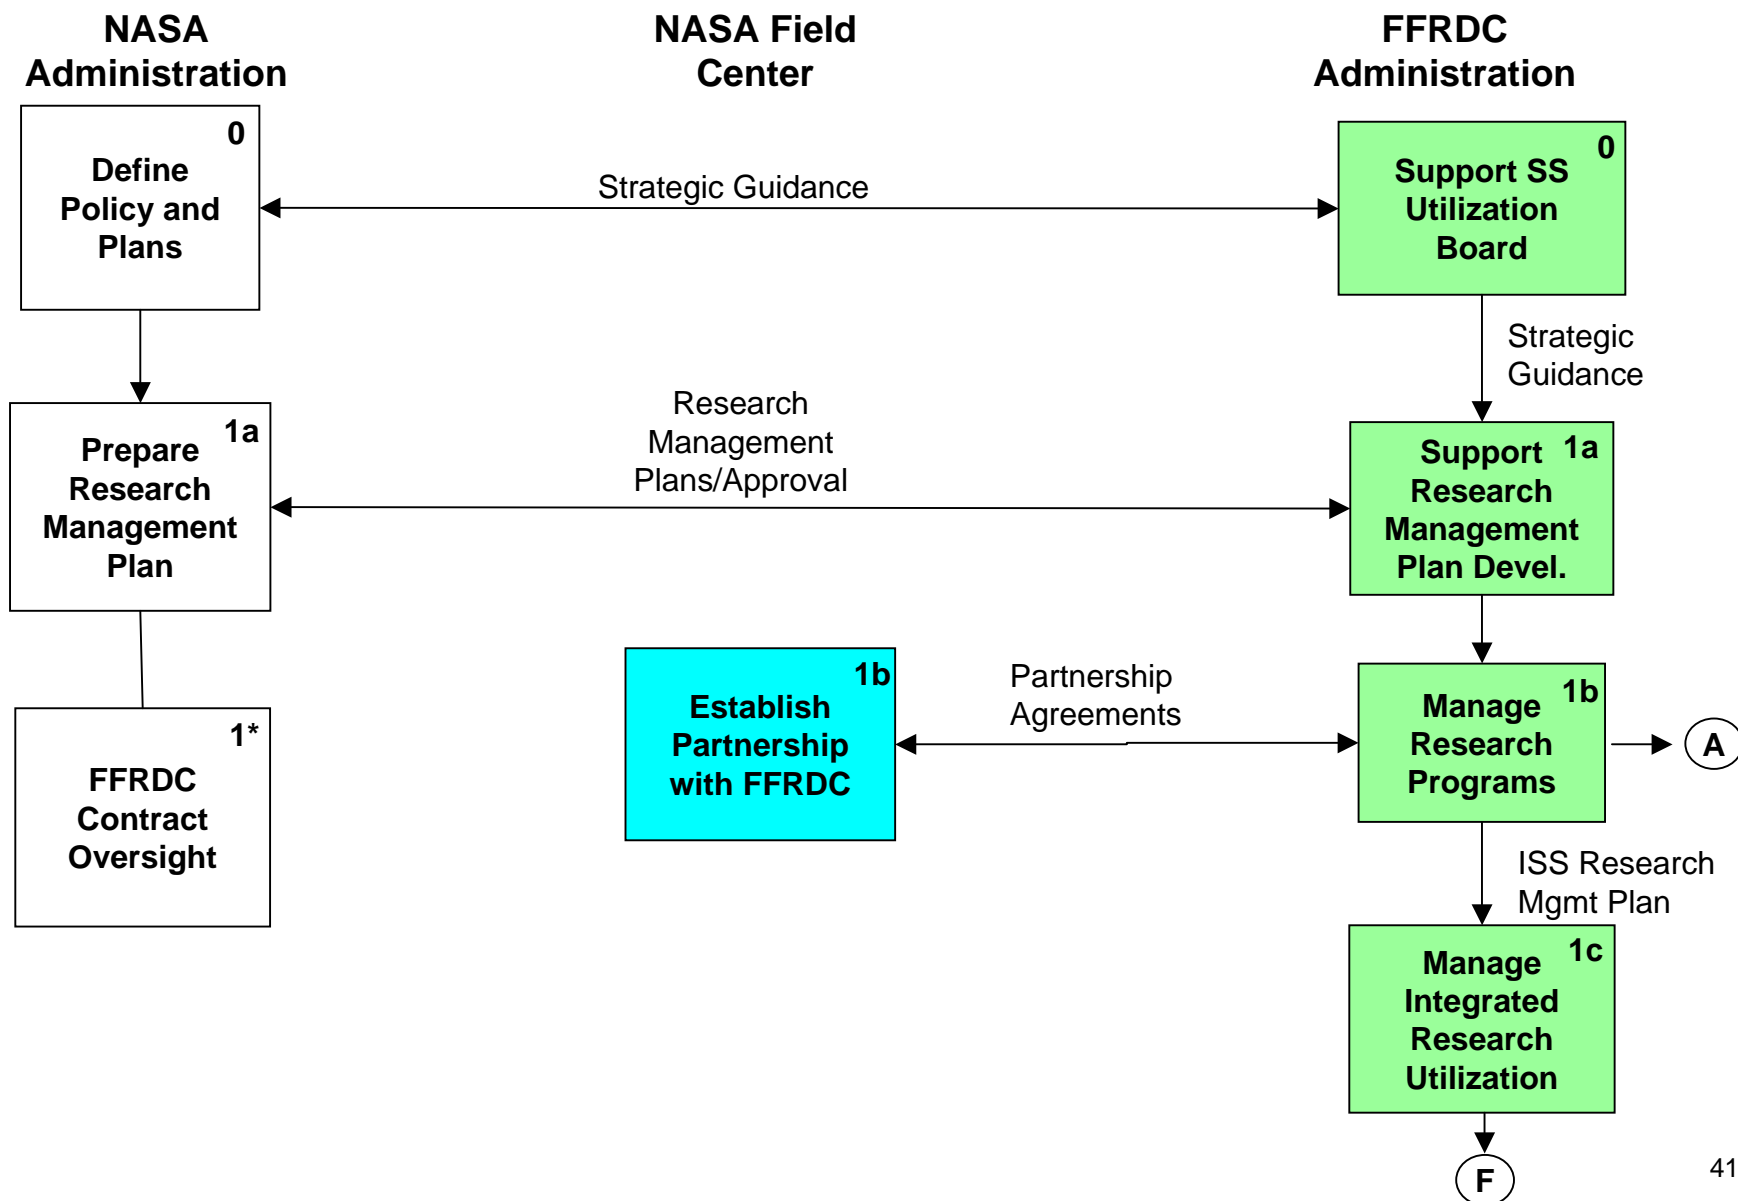 NASA
Administration
NASA Field
Center
FFRDC
Administration
0
Define
Policy and
Plans
Strategic Guidance
0
Support SS
Utilization
Board
Strategic
Guidance
1a
Prepare
Research
Management
Plan
Research
Management
Plans/Approval
1a
Support
Research
Management
Plan Devel.
1*
FFRDC
Contract
Oversight
1b
Establish
Partnership
with FFRDC
Partnership
Agreements
1b
Manage
Research
Programs
A
ISS Research
Mgmt Plan
1c
Manage
Integrated
Research
Utilization
F
41